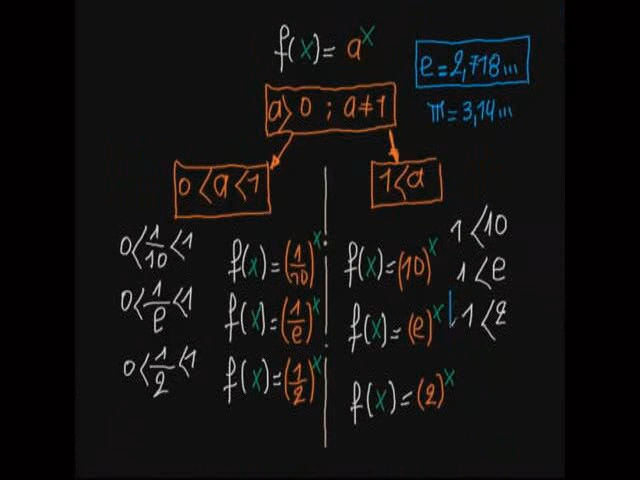 f(x) = a^x
e = 2,718...
a > 0 ; a ≠ 1
π = 3,14...
0 < a < 1
1 < a
0 < 1/10 < 1
f(x) = (1/10)^x
f(x) = (10)^x
1 < 10
0 < 1/e < 1
f(x) = (1/e)^x
f(x) = (e)^x
1 < e
0 < 1/2 < 1
f(x) = (1/2)^x
f(x) = (2)^x
1 < 2